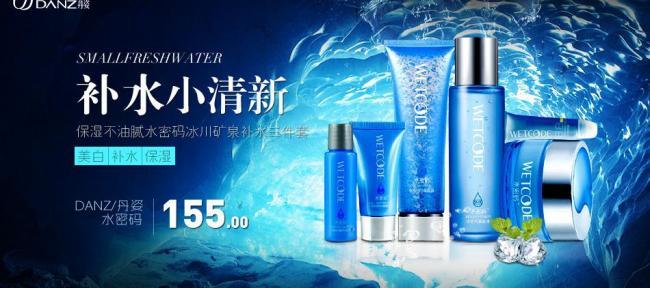 DANZ丹姿
SMALLFRESHWATER
补水小清新
保湿不油腻水密码冰川矿泉补水三件套
美白 补水 保湿
DANZ/丹姿
水密码
155.00
WETCODE
WETCODE
WETCODE
WETCODE
WETCODE
WETCODE